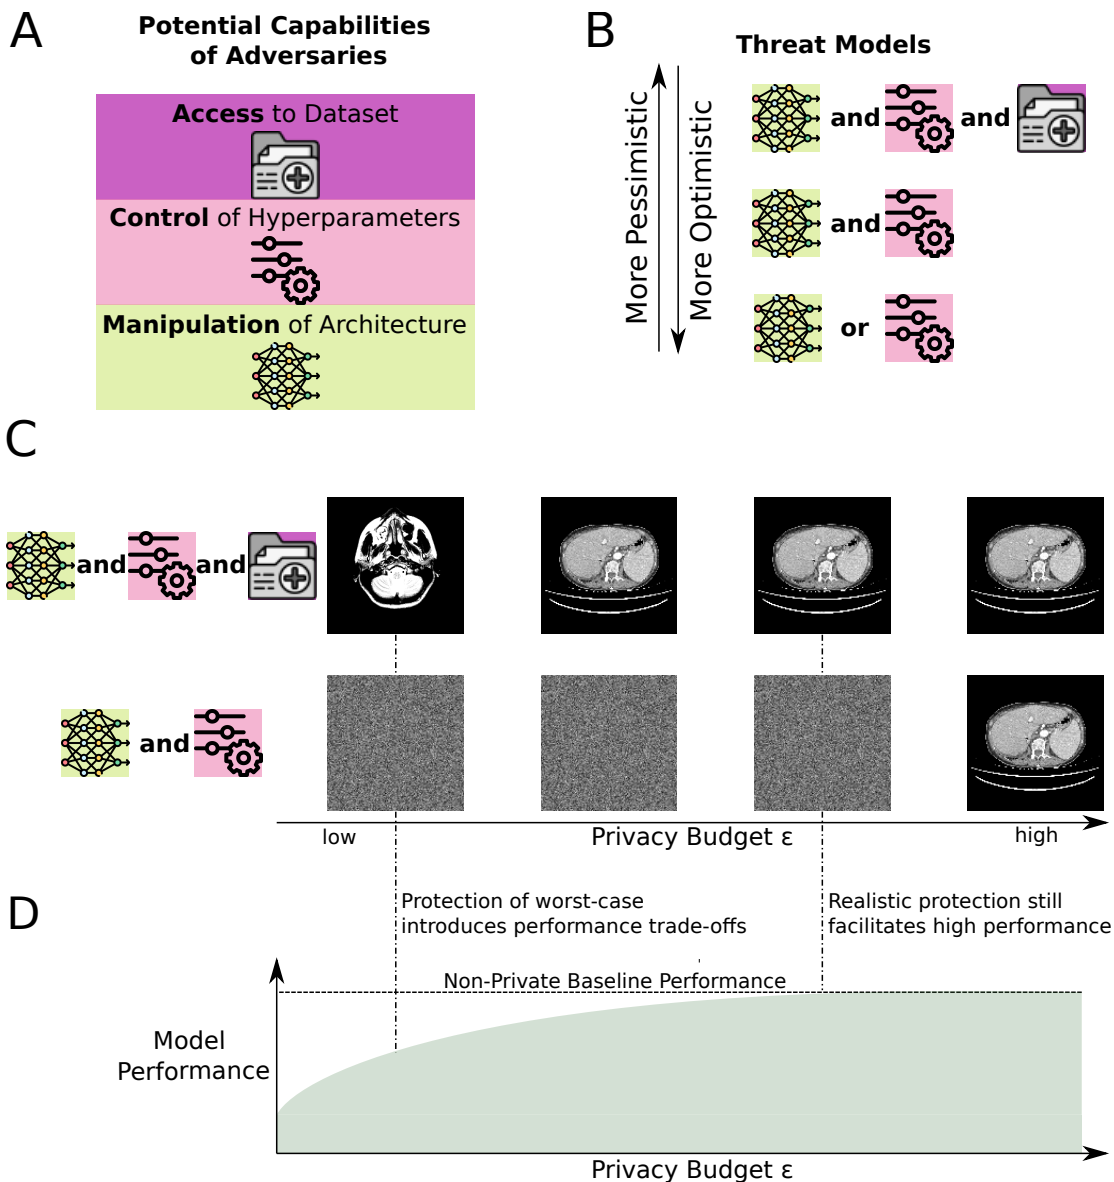 A
Potential Capabilities
of Adversaries
Access to Dataset
Control of Hyperparameters
Manipulation of Architecture
B
Threat Models
More Pessimistic
More Optimistic
and
and
and
or
C
and
and
and
low
Privacy Budget ε
high
D
Protection of worst-case
introduces performance trade-offs
Realistic protection still
facilitates high performance
Non-Private Baseline Performance
Model
Performance
Privacy Budget ε